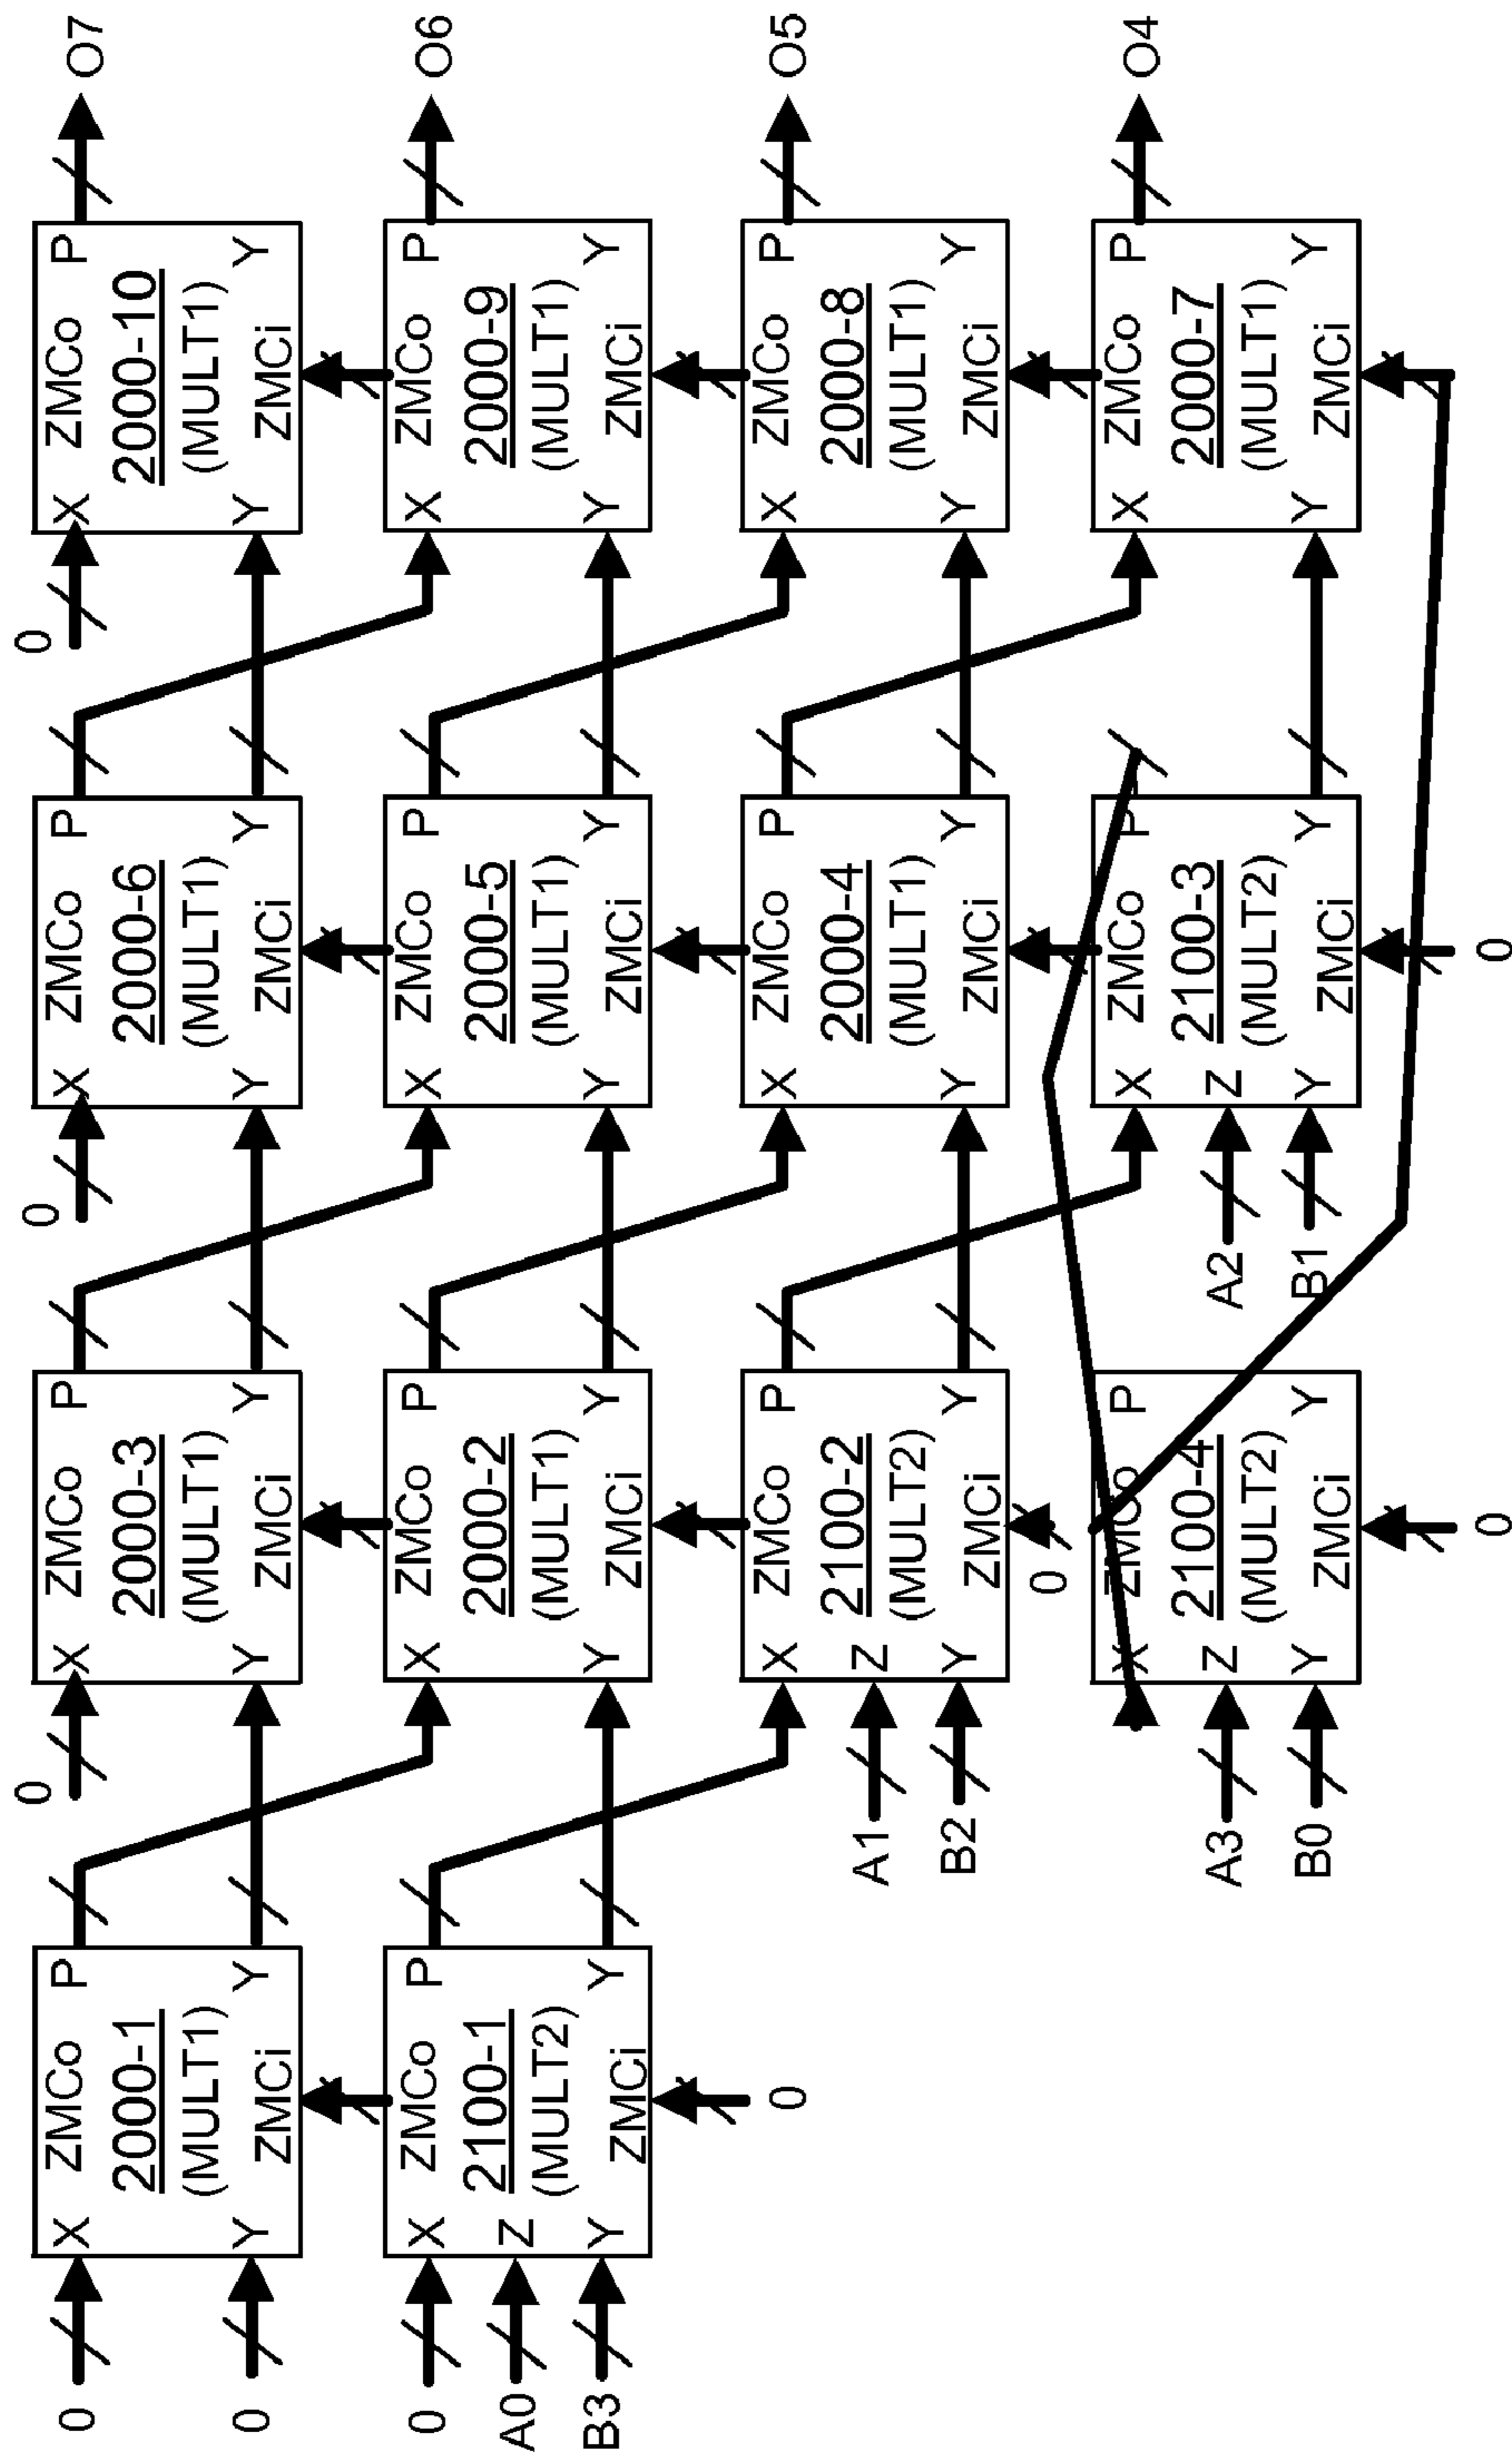 0
0
X ZMCo P
2000-1
(MULT1)
Y ZMCi Y
0
X ZMCo P
2000-3
(MULT1)
Y ZMCi Y
0
X ZMCo P
2000-6
(MULT1)
Y ZMCi Y
0
X ZMCo P
2000-10
(MULT1)
Y ZMCi Y
O7
0
A0
B3
X ZMCo P
Z 2100-1
(MULT2)
Y ZMCi Y
0
X ZMCo P
2000-2
(MULT1)
Y ZMCi Y
X ZMCo P
2000-5
(MULT1)
Y ZMCi Y
X ZMCo P
2000-9
(MULT1)
Y ZMCi Y
O6
A1
B2
X ZMCo P
Z 2100-2
(MULT2)
Y ZMCi Y
0
X ZMCo P
2000-4
(MULT1)
Y ZMCi Y
X ZMCo P
2000-8
(MULT1)
Y ZMCi Y
O5
A3
B0
X ZMCo P
Z 2100-4
(MULT2)
Y ZMCi Y
0
A2
B1
X ZMCo P
Z 2100-3
(MULT2)
Y ZMCi Y
0
X ZMCo P
2000-7
(MULT1)
Y ZMCi Y
O4